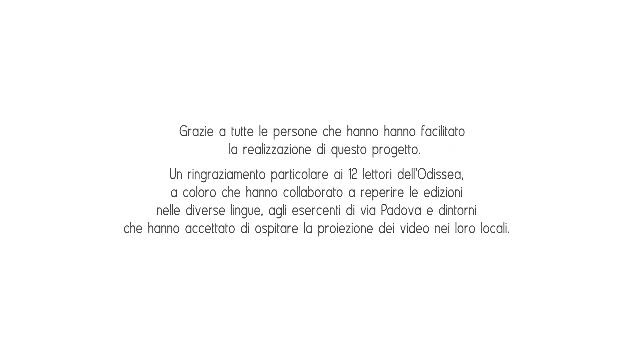 Grazie a tutte le persone che hanno hanno facilitato
la realizzazione di questo progetto.
Un ringraziamento particolare ai 12 lettori dell'Odissea,
a coloro che hanno collaborato a reperire le edizioni
nelle diverse lingue, agli esercenti di via Padova e dintorni
che hanno accettato di ospitare la proiezione dei video nei loro locali.